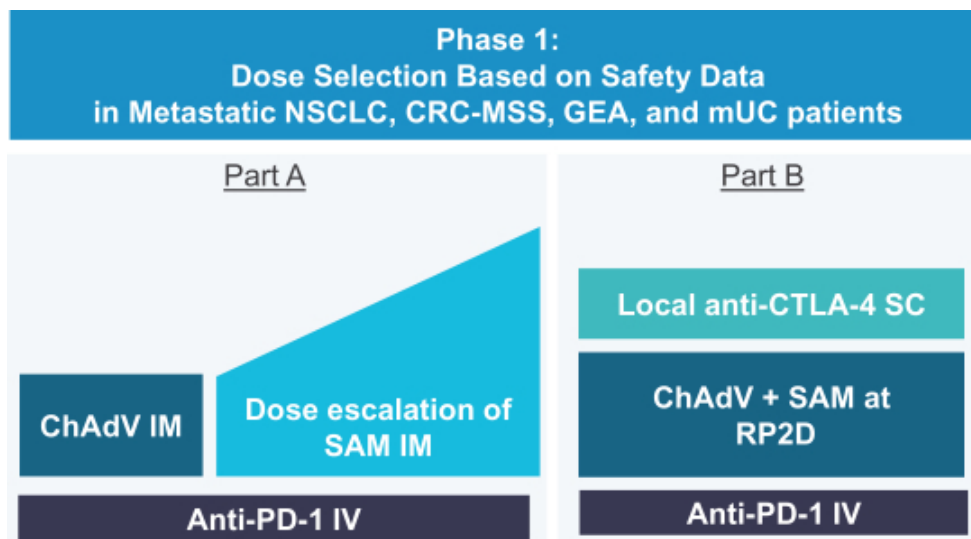 Phase 1:
Dose Selection Based on Safety Data
in Metastatic NSCLC, CRC-MSS, GEA, and mUC patients
Part A
ChAdV IM
Dose escalation of
SAM IM
Anti-PD-1 IV
Part B
Local anti-CTLA-4 SC
ChAdV + SAM at
RP2D
Anti-PD-1 IV